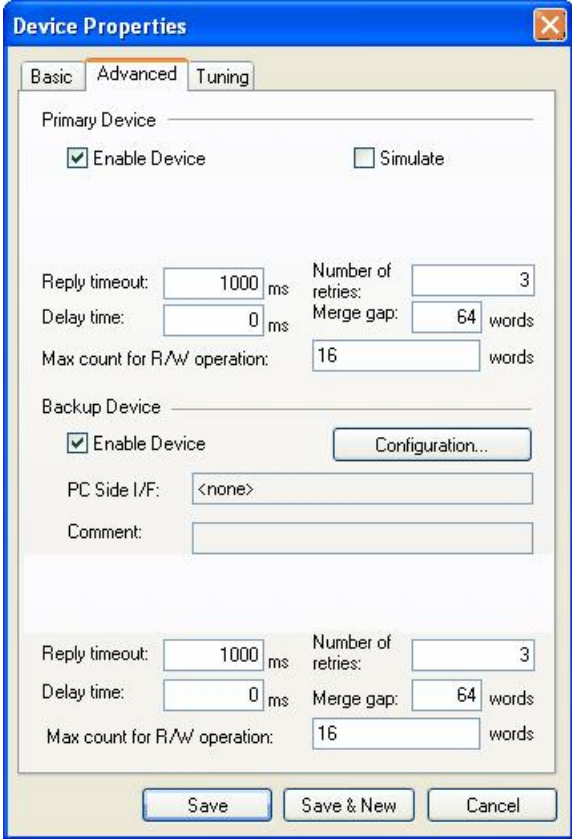 Device Properties
Basic Advanced Tuning
Primary Device
Enable Device Simulate
Reply timeout: 1000 ms Number of retries: 3
Delay time: 0 ms Merge gap: 64 words
Max count for R/W operation: 16 words
Backup Device
Enable Device Configuration...
PC Side I/F: <none>
Comment:
Reply timeout: 1000 ms Number of retries: 3
Delay time: 0 ms Merge gap: 64 words
Max count for R/W operation: 16 words
Save Save & New Cancel